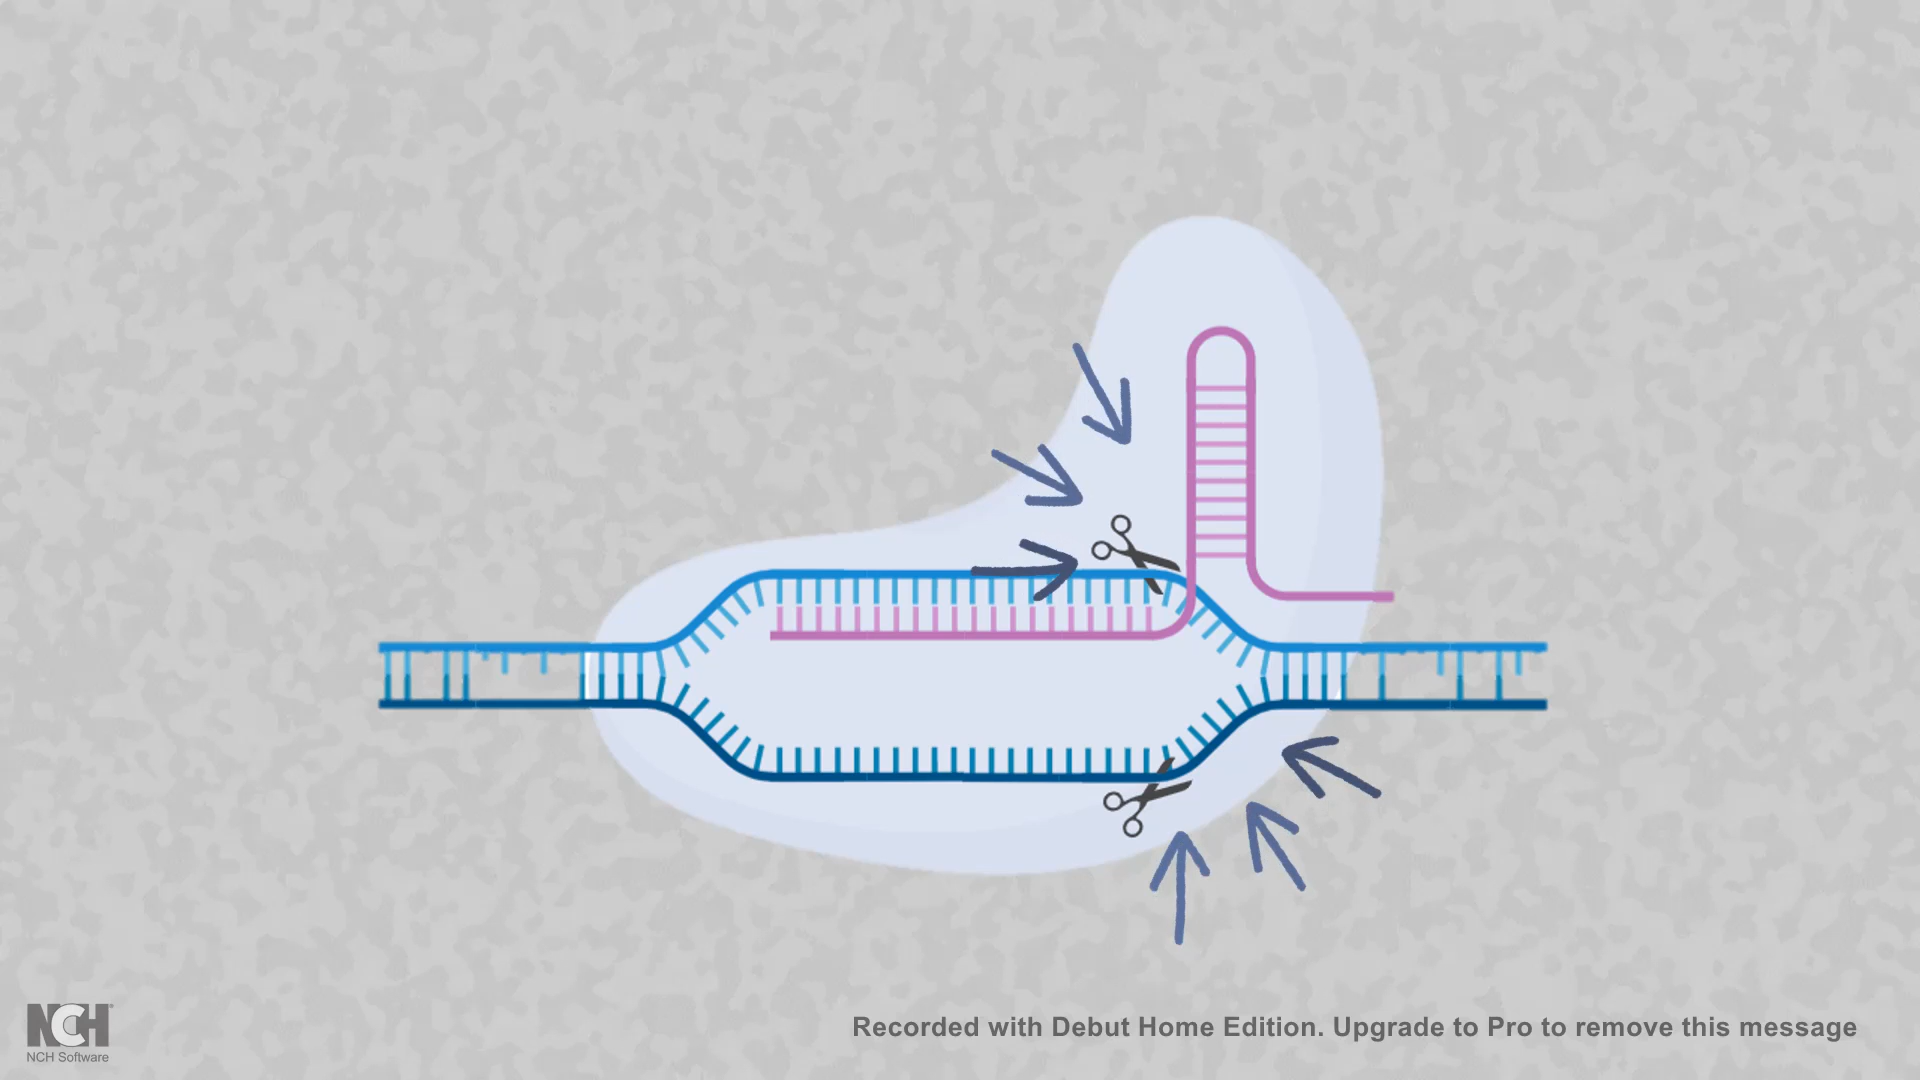 NCH
NCH Software
Recorded with Debut Home Edition. Upgrade to Pro to remove this message